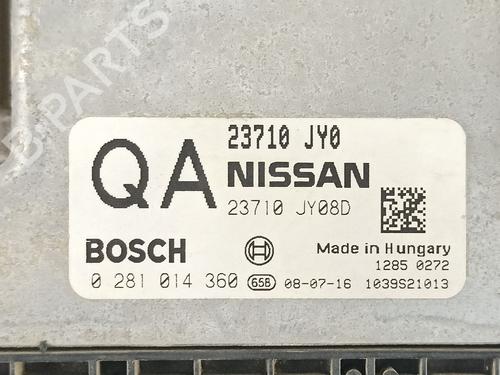 23710 JY0
QA NISSAN
23710 JY08D
BOSCH Made in Hungary
1285 0272
0 281 014 360 65B 08-07-16 1039S21013
B-PARTS